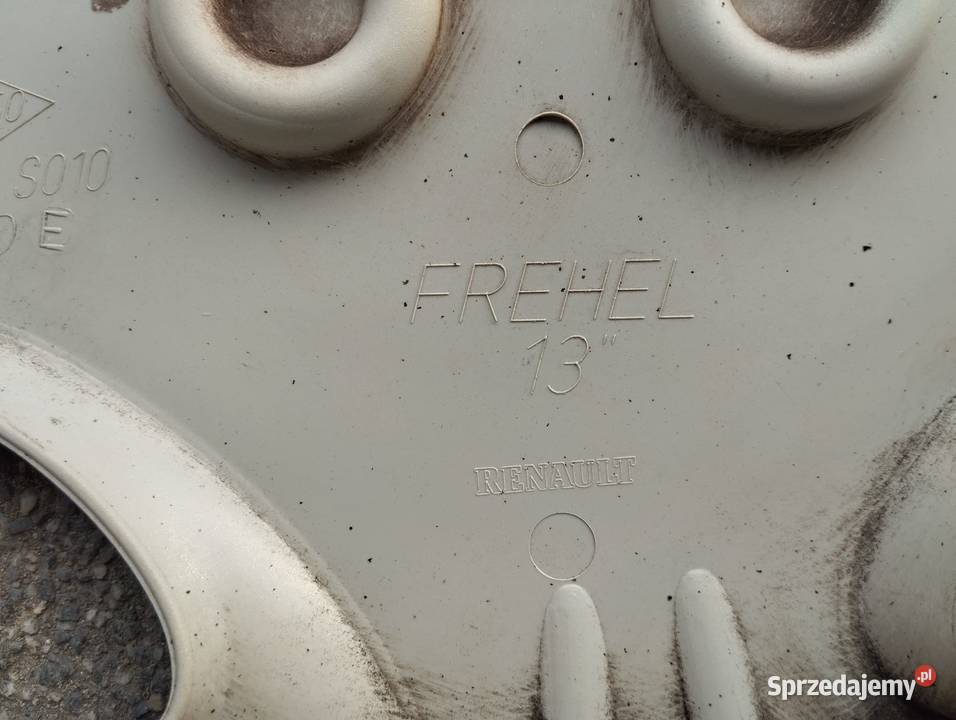 S010
E
FREHEL
"13"
RENAULT
Sprzedajemy.pl